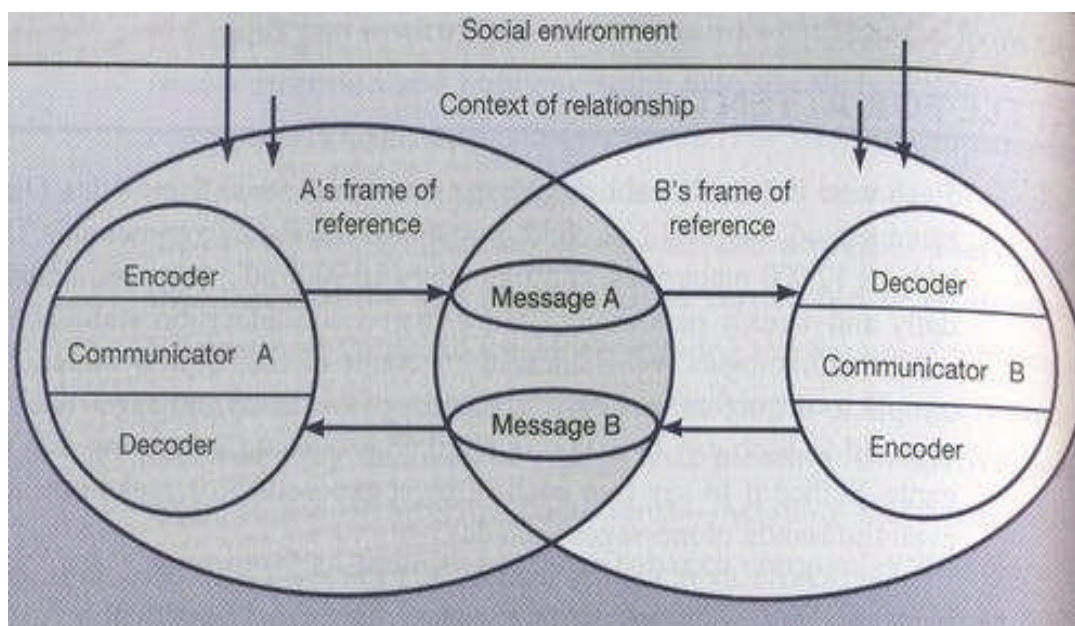 Social environment
Context of relationship
A's frame of
reference
B's frame of
reference
Encoder
Communicator A
Decoder
Message A
Message B
Decoder
Communicator B
Encoder